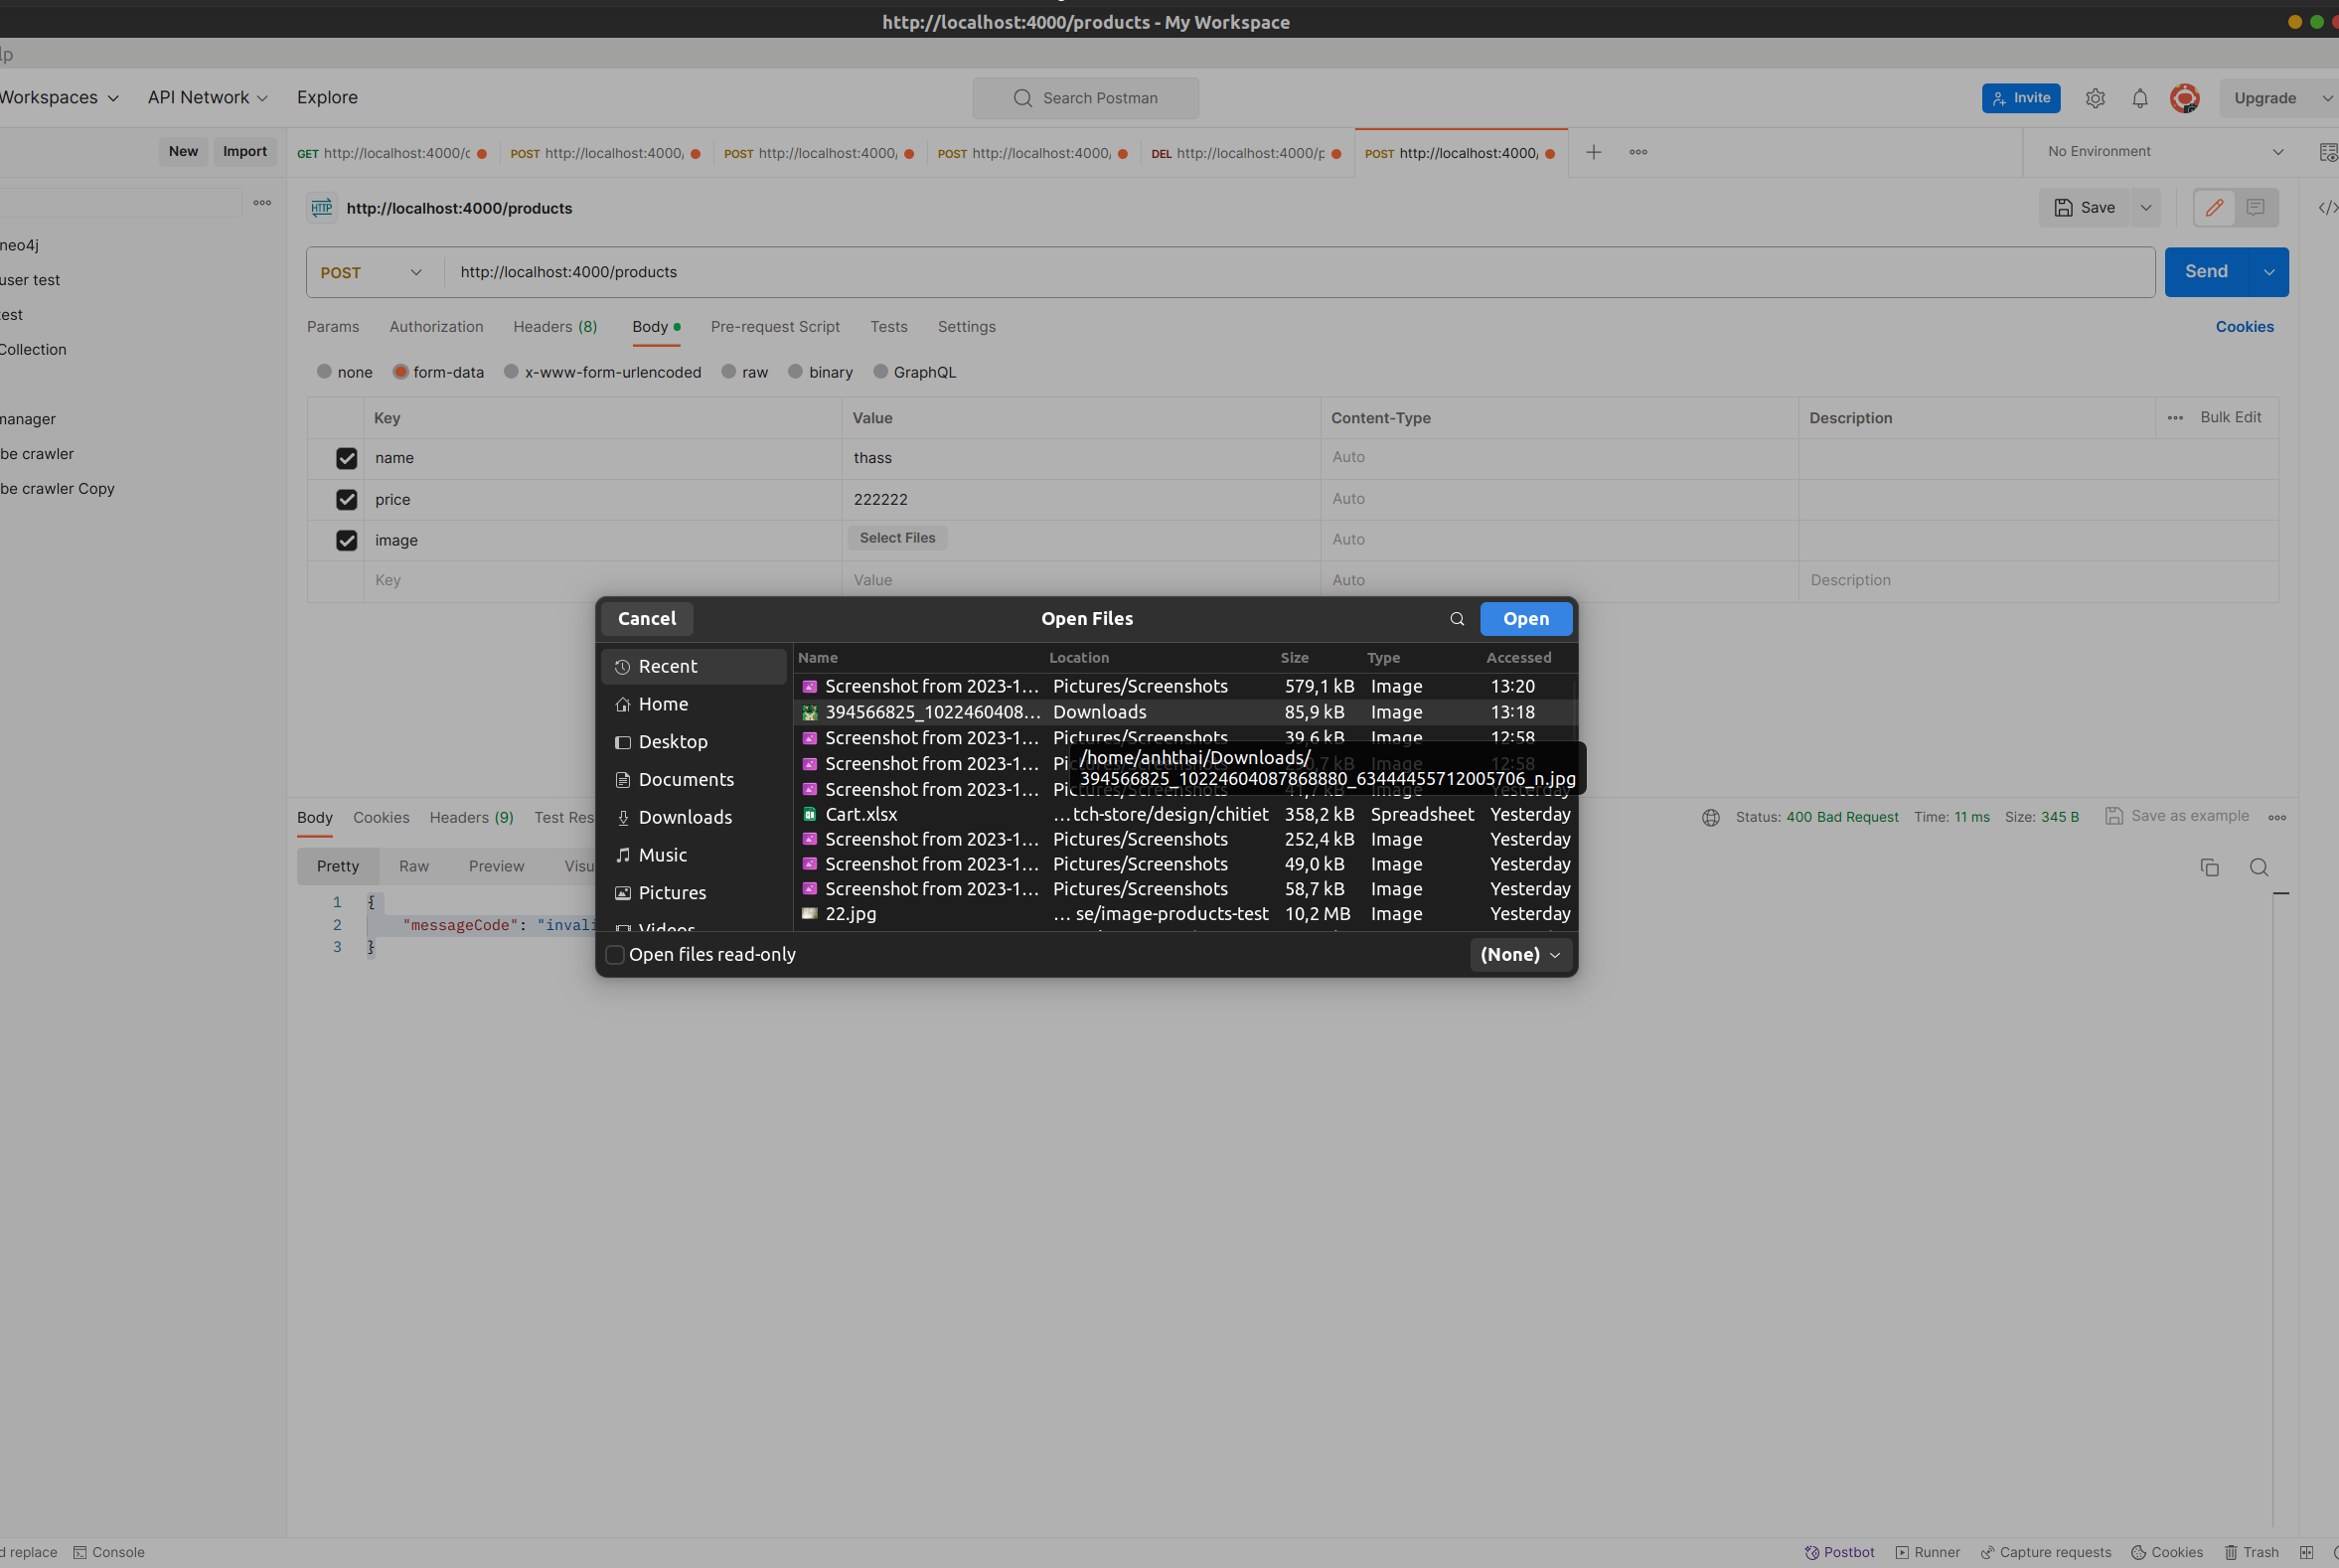 http://localhost:4000/products - My Workspace
lp
Workspaces API Network Explore Search Postman Invite Upgrade
New Import GET http://localhost:4000/c POST http://localhost:4000/ POST http://localhost:4000/ POST http://localhost:4000/ DEL http://localhost:4000/p POST http://localhost:4000/ No Environment
HTTP http://localhost:4000/products Save
neo4j
user test
test
Collection
manager
be crawler
be crawler Copy
POST http://localhost:4000/products Send
Params Authorization Headers (8) Body Pre-request Script Tests Settings Cookies
none form-data x-www-form-urlencoded raw binary GraphQL
Key Value Content-Type Description Bulk Edit
name thass Auto
price 222222 Auto
image Select Files Auto
Key Value Auto Description
Cancel Open Files Open
Recent
Home
Desktop
Documents
Downloads
Music
Pictures
Videos
Name Location Size Type Accessed
Screenshot from 2023-1... Pictures/Screenshots 579,1 kB Image 13:20
394566825_1022460408... Downloads 85,9 kB Image 13:18
Screenshot from 2023-1... Pictures/Screenshots 39,6 kB Image 12:58
Screenshot from 2023-1... Pictures/Screenshots 290,7 kB Image 12:58
Screenshot from 2023-1... Pictures/Screenshots 41,7 kB Image Yesterday
/home/anhthai/Downloads/
394566825_10224604087868880_63444455712005706_n.jpg
Cart.xlsx ...tch-store/design/chitiet 358,2 kB Spreadsheet Yesterday
Screenshot from 2023-1... Pictures/Screenshots 252,4 kB Image Yesterday
Screenshot from 2023-1... Pictures/Screenshots 49,0 kB Image Yesterday
Screenshot from 2023-1... Pictures/Screenshots 58,7 kB Image Yesterday
22.jpg ... se/image-products-test 10,2 MB Image Yesterday
Open files read-only (None)
Body Cookies Headers (9) Test Res Status: 400 Bad Request Time: 11 ms Size: 345 B Save as example
Pretty Raw Preview Visu
1 {
2 "messageCode": "invali
3 }
d replace Console Postbot Runner Capture requests Cookies Trash